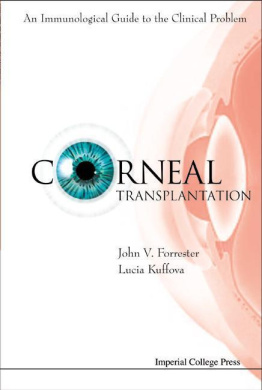 An Immunological Guide to the Clinical Problem
CORNEAL
TRANSPLANTATION
John V. Forrester
Lucia Kuffova
Imperial College Press